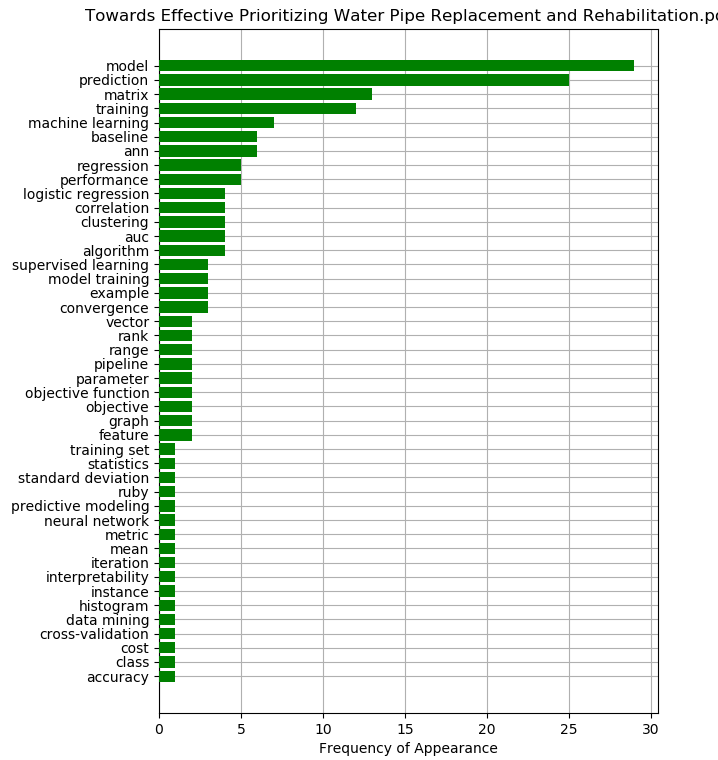 Towards Effective Prioritizing Water Pipe Replacement and Rehabilitation.pd
model
prediction
matrix
training
machine learning
baseline
ann
regression
performance
logistic regression
correlation
clustering
auc
algorithm
supervised learning
model training
example
convergence
vector
rank
range
pipeline
parameter
objective function
objective
graph
feature
training set
statistics
standard deviation
ruby
predictive modeling
neural network
metric
mean
iteration
interpretability
instance
histogram
data mining
cross-validation
cost
class
accuracy
0 5 10 15 20 25 30
Frequency of Appearance